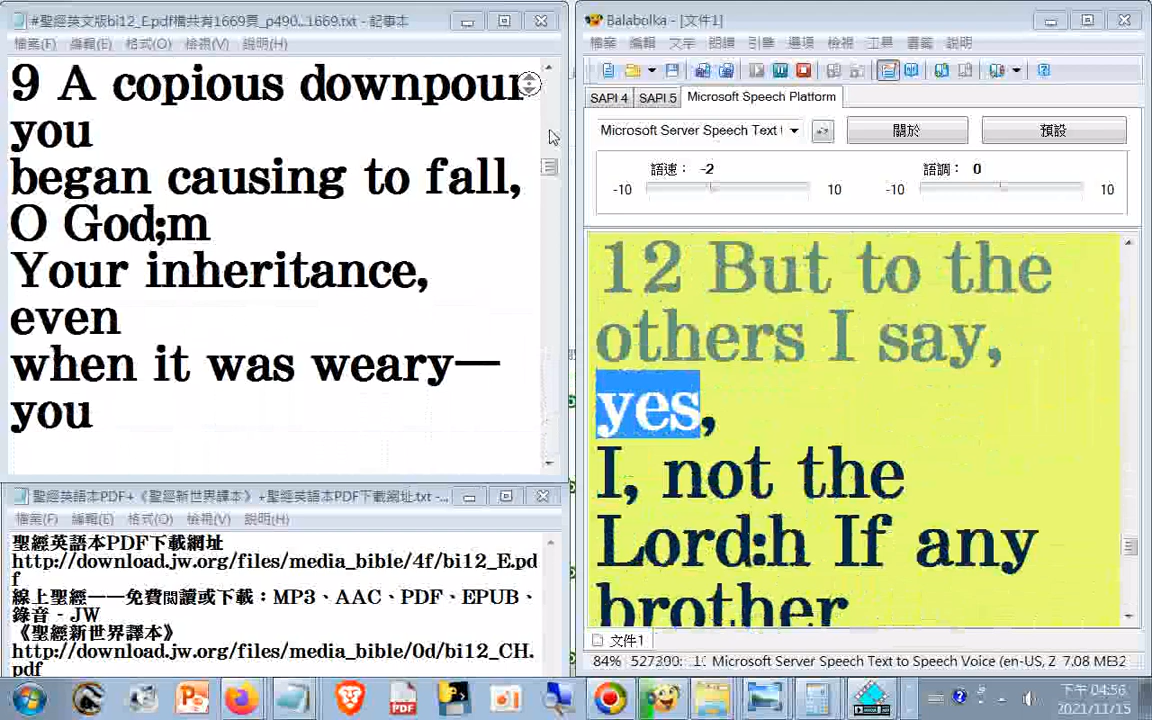 #聖經英文版bi12_E.pdf檔共有1669頁_p490...1669.txt - 記事本
檔案(F) 編輯(E) 格式(O) 檢視(V) 說明(H)
9 A copious downpour
you
began causing to fall,
O God;m
Your inheritance,
even
when it was weary—
you
聖經英語本PDF+《聖經新世界譯本》+聖經英語本PDF下載網址.txt -...
檔案(F) 編輯(E) 格式(O) 檢視(V) 說明(H)
聖經英語本PDF下載網址
http://download.jw.org/files/media_bible/4f/bi12_E.pd
f
線上聖經——免費閱讀或下載：MP3、AAC、PDF、EPUB、
錄音 - JW
《聖經新世界譯本》
http://download.jw.org/files/media_bible/0d/bi12_CH.
pdf
Balabolka - [文件1]
檔案 編輯 文字 朗讀 引擎 選項 檢視 工具 書籤 說明
SAPI 4 SAPI 5 Microsoft Speech Platform
Microsoft Server Speech Text 關於 預設
語速： -2 語調： 0
-10 10 -10 10
12 But to the
others I say,
yes,
I, not the
Lord:h If any
brother
文件1
84% 527300: Microsoft Server Speech Text to Speech Voice (en-US, Z 7.08 MB
下午 04:56
2021/11/15